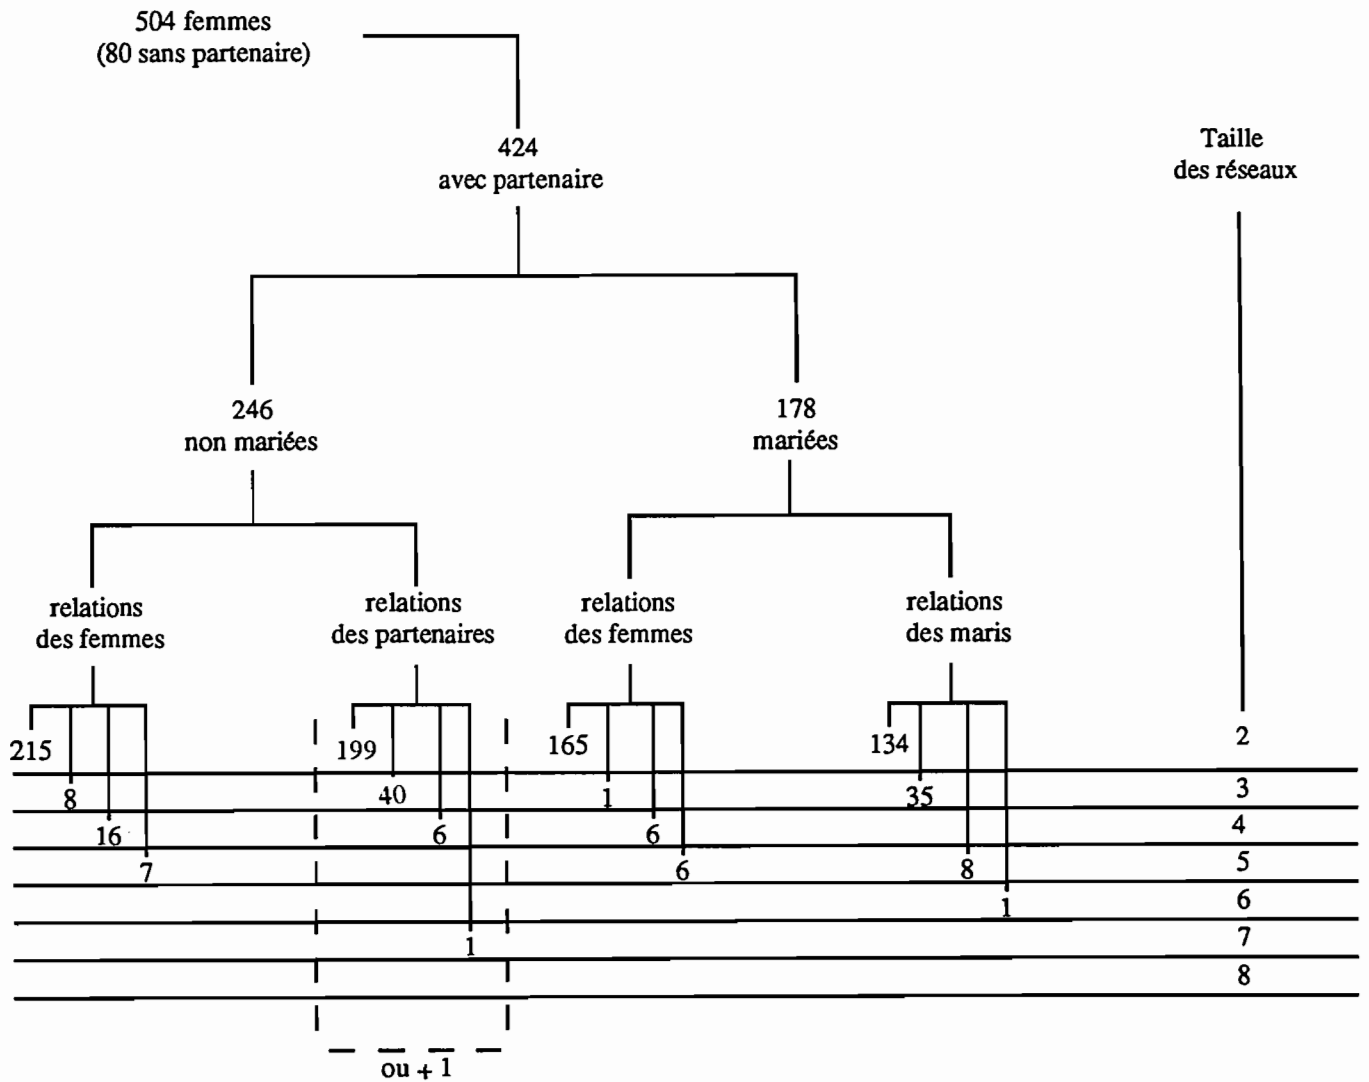 504 femmes
(80 sans partenaire)
424
avec partenaire
Taille
des réseaux
246
non mariées
178
mariées
relations
des femmes
relations
des partenaires
relations
des femmes
relations
des maris
215 199 165 134 2
8 40 1 35 3
16 6 6 4
7 6 8 5
1 6
1 7
8
ou + 1